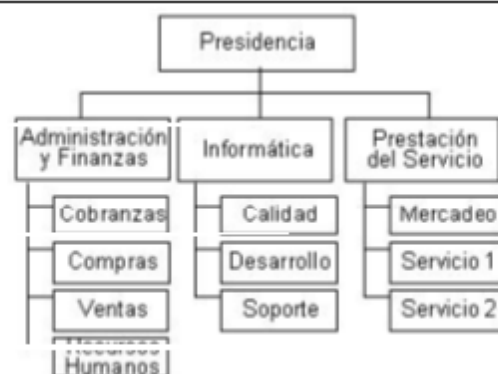 Presidencia
Administración
y Finanzas
Informática
Prestación
del Servicio
Cobranzas
Calidad
Mercadeo
Compras
Desarrollo
Servicio 1
Ventas
Soporte
Servicio 2
Recursos
Humanos